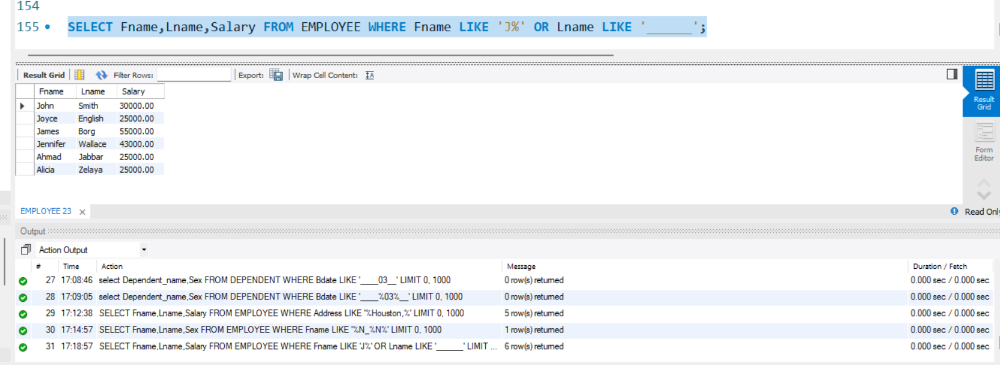 154
155 SELECT Fname,Lname,Salary FROM EMPLOYEE WHERE Fname LIKE 'J%' OR Lname LIKE '______';
Result Grid Filter Rows: Export: Wrap Cell Content:
Fname Lname Salary
John Smith 30000.00
Joyce English 25000.00
James Borg 55000.00
Jennifer Wallace 43000.00
Ahmad Jabbar 25000.00
Alicia Zelaya 25000.00
Result
Grid
Form
Editor
EMPLOYEE 23
Read Only
Output
Action Output
# Time Action Message Duration / Fetch
27 17:08:46 select Dependent_name,Sex FROM DEPENDENT WHERE Bdate LIKE '____03__' LIMIT 0, 1000 0 row(s) returned 0.000 sec / 0.000 sec
28 17:09:05 select Dependent_name,Sex FROM DEPENDENT WHERE Bdate LIKE '____%03%__' LIMIT 0, 1000 0 row(s) returned 0.000 sec / 0.000 sec
29 17:12:38 SELECT Fname,Lname,Salary FROM EMPLOYEE WHERE Address LIKE '%Houston,%' LIMIT 0, 1000 5 row(s) returned 0.000 sec / 0.000 sec
30 17:14:57 SELECT Fname,Lname,Sex FROM EMPLOYEE WHERE Fname LIKE '%N_%N%' LIMIT 0, 1000 1 row(s) returned 0.000 sec / 0.000 sec
31 17:18:57 SELECT Fname,Lname,Salary FROM EMPLOYEE WHERE Fname LIKE 'J%' OR Lname LIKE '______' LIMIT ... 6 row(s) returned 0.000 sec / 0.000 sec